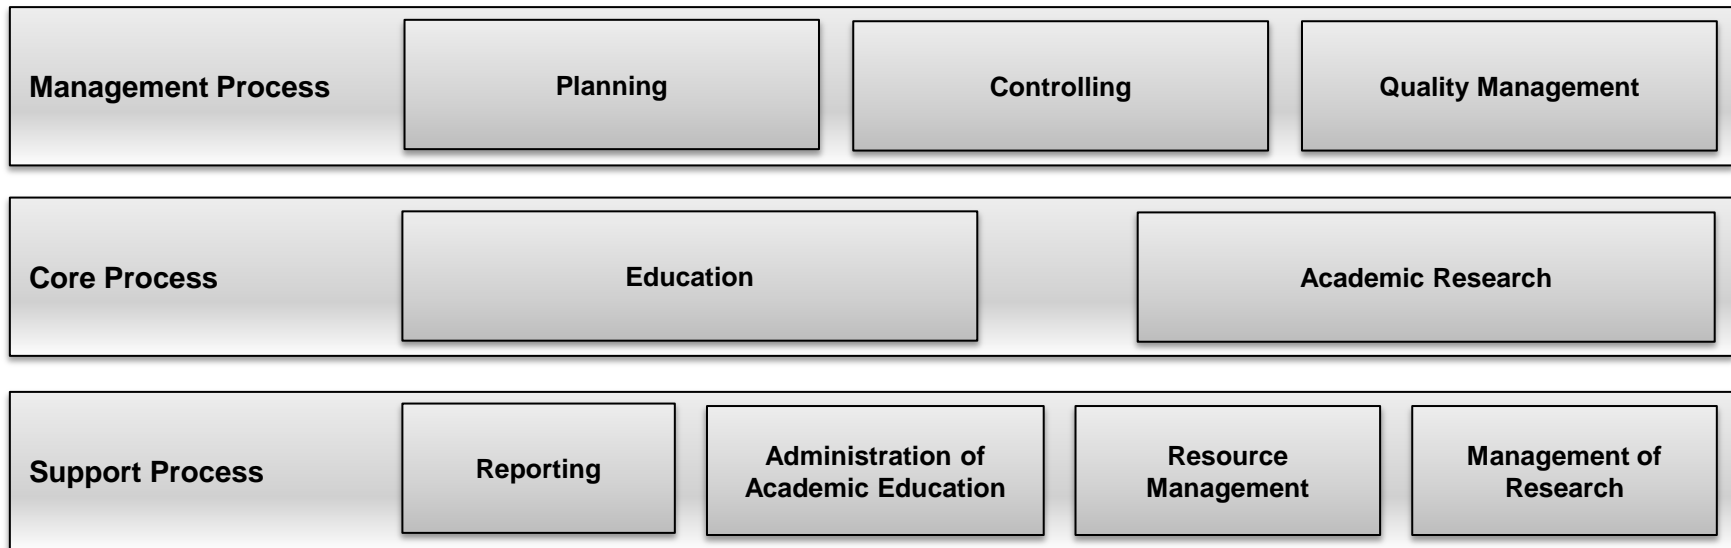 Management Process
Planning
Controlling
Quality Management
Core Process
Education
Academic Research
Support Process
Reporting
Administration of
Academic Education
Resource
Management
Management of
Research